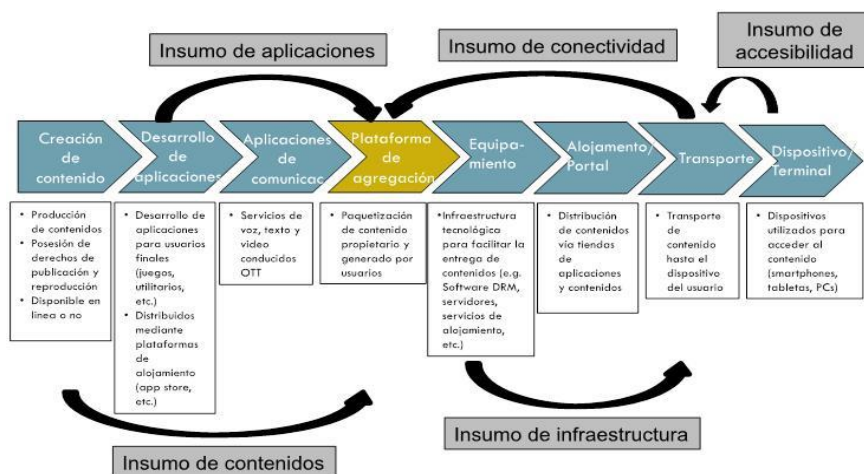 Insumo de aplicaciones
Insumo de conectividad
Insumo de
accesibilidad
Creación
de
contenido
Desarrollo
de
aplicaciones
Aplicaciones
de
comunicac
Plataforma
de
agregación
Equipa-
miento
Alojamento/
Portal
Transporte
Dispositivo/
Terminal
• Producción
de
contenidos
• Posesión de
derechos de
publicación y
reproducción
• Disponible en
línea o no
• Desarrollo de
aplicaciones
para usuarios
finales
(juegos,
utilitarios,
etc.)
• Distribuidos
mediante
plataformas
de
alojamiento
(app store,
etc.)
• Servicios de
voz, texto y
video
conducidos
OTT
• Paquetización
de contenido
propietario y
generado por
usuarios
•Infraestructura
tecnológica
para facilitar la
entrega de
contenidos (e.g.
Software DRM,
servidores,
servicios de
alojamiento,
etc.)
• Distribución
de contenidos
vía tiendas
de
aplicaciones
y contenidos
• Transporte
de
contenido
hasta el
dispositivo
del usuario
• Dispositivos
utilizados para
acceder al
contenido
(smartphones,
tabletas, PCs)
Insumo de contenidos
Insumo de infraestructura